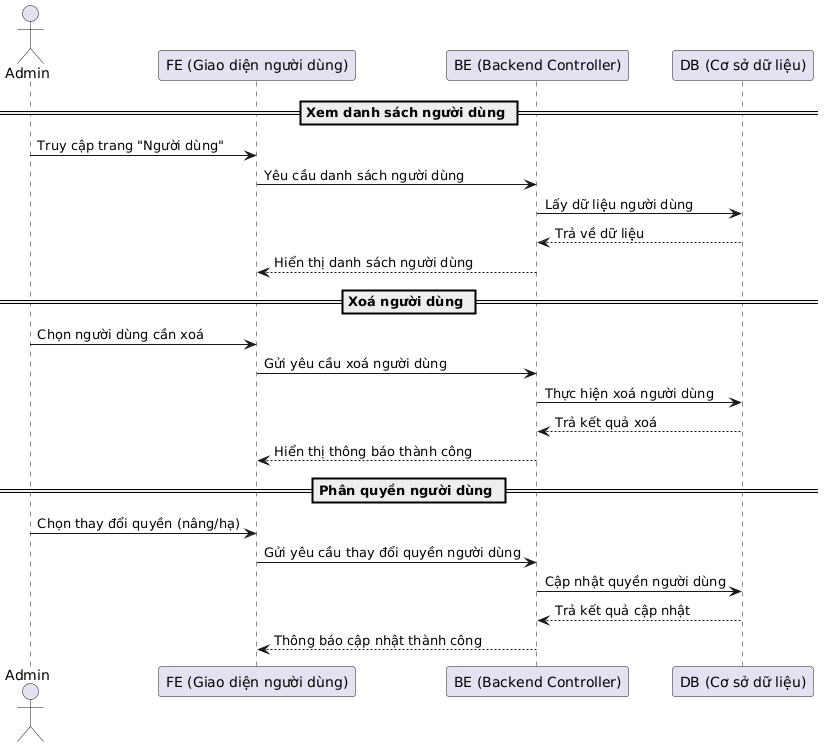 Admin
FE (Giao diện người dùng)
BE (Backend Controller)
DB (Cơ sở dữ liệu)
Xem danh sách người dùng
Truy cập trang "Người dùng"
Yêu cầu danh sách người dùng
Lấy dữ liệu người dùng
Trả về dữ liệu
Hiển thị danh sách người dùng
Xoá người dùng
Chọn người dùng cần xoá
Gửi yêu cầu xoá người dùng
Thực hiện xoá người dùng
Trả kết quả xoá
Hiển thị thông báo thành công
Phân quyền người dùng
Chọn thay đổi quyền (nâng/hạ)
Gửi yêu cầu thay đổi quyền người dùng
Cập nhật quyền người dùng
Trả kết quả cập nhật
Thông báo cập nhật thành công
Admin
FE (Giao diện người dùng)
BE (Backend Controller)
DB (Cơ sở dữ liệu)